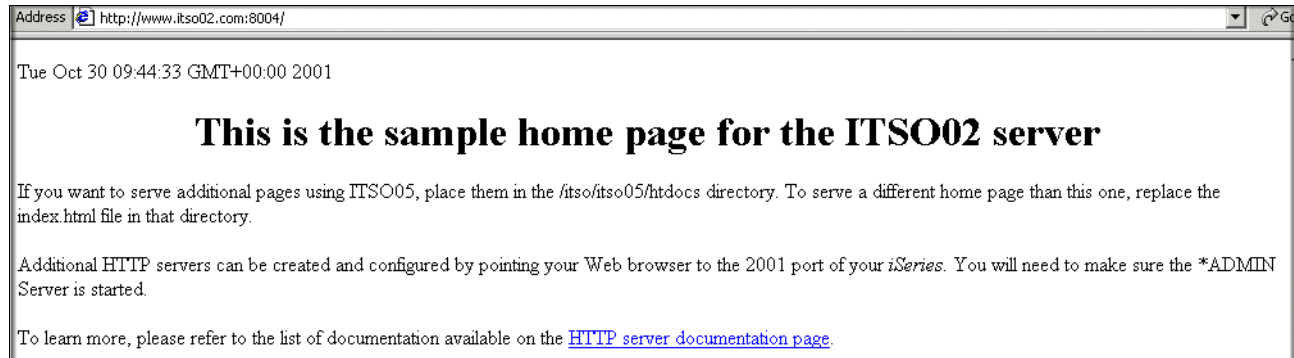 Address http://www.itso02.com:8004/
Tue Oct 30 09:44:33 GMT+00:00 2001
This is the sample home page for the ITSO02 server
If you want to serve additional pages using ITSO05, place them in the /itso/itso05/htdocs directory. To serve a different home page than this one, replace the
index.html file in that directory.
Additional HTTP servers can be created and configured by pointing your Web browser to the 2001 port of your iSeries. You will need to make sure the *ADMIN
Server is started.
To learn more, please refer to the list of documentation available on the HTTP server documentation page.